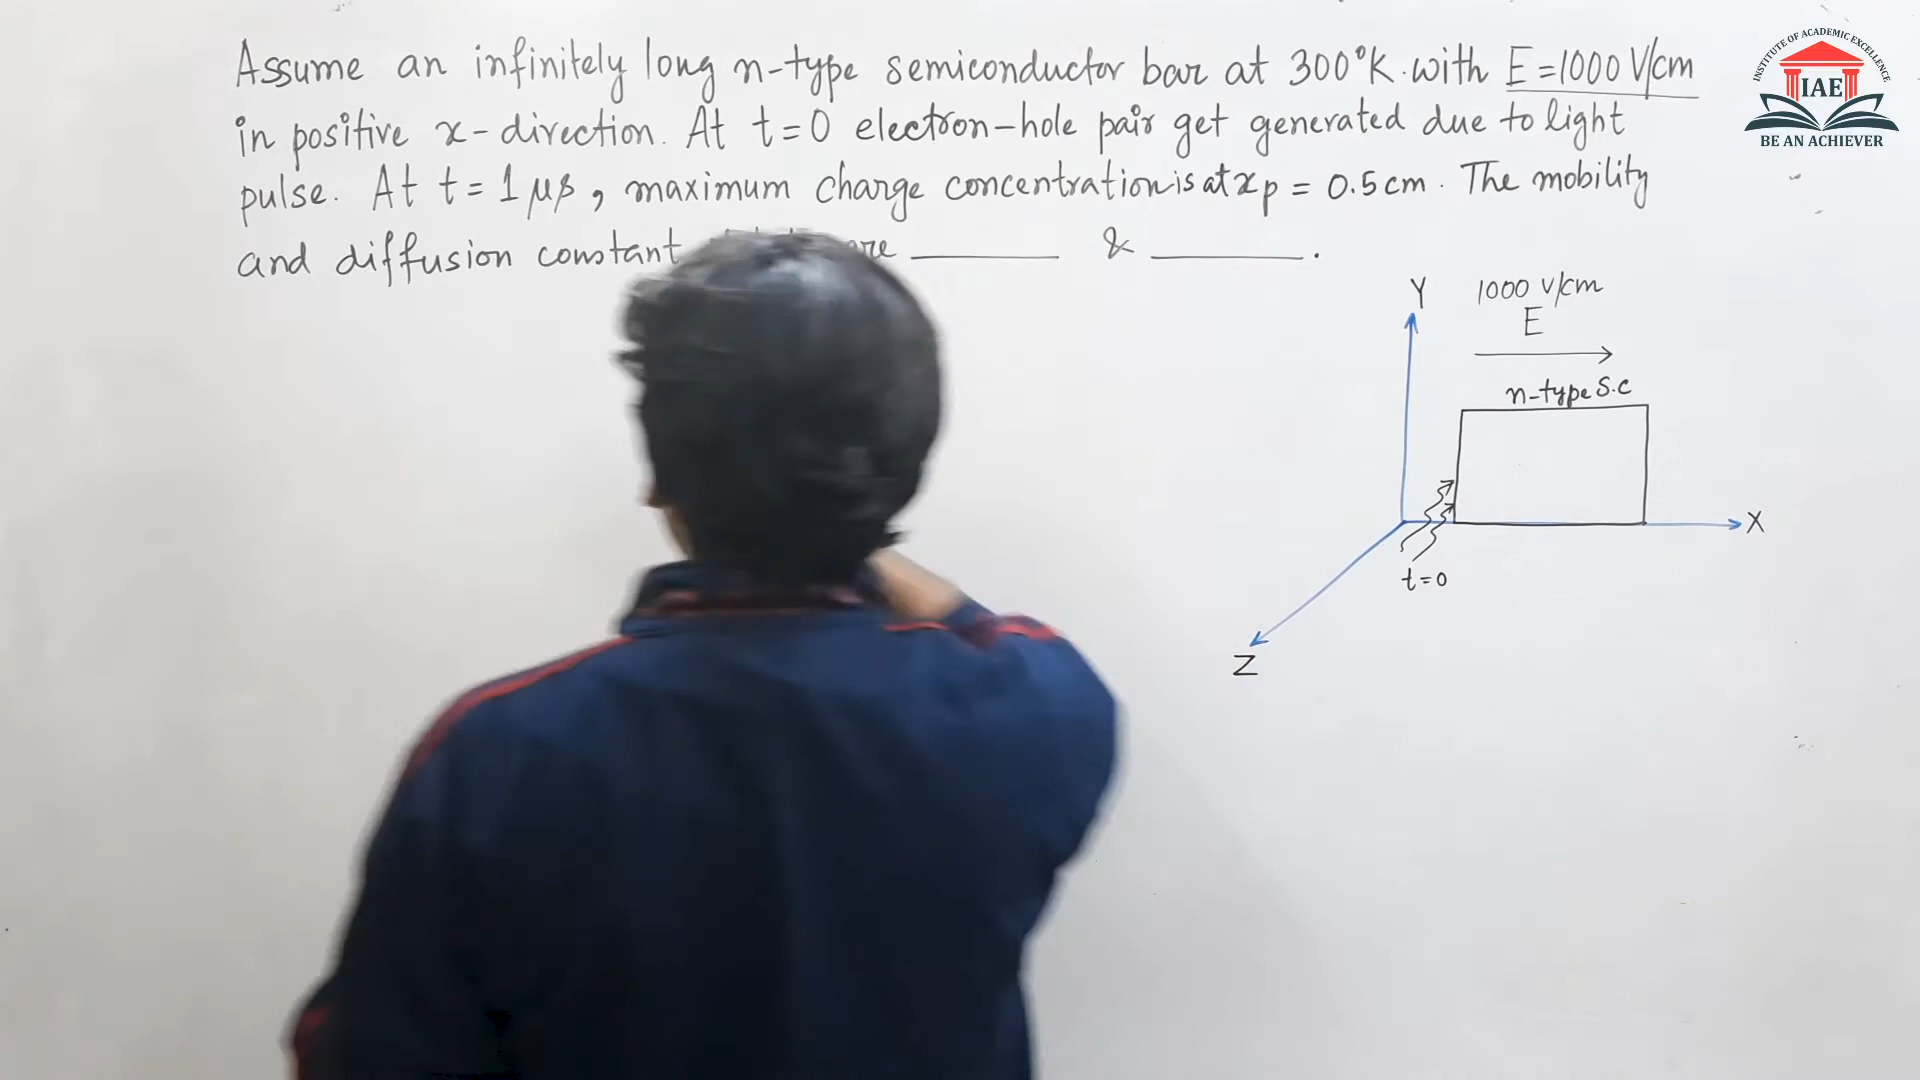 Assume an infinitely long n-type semiconductor bar at 300°K. with E = 1000 V/cm
in positive x-direction. At t = 0 electron-hole pair get generated due to light
pulse. At t = 1 μs, maximum charge concentration is at xp = 0.5 cm. The mobility
and diffusion constant & .
Y
1000 V/cm
E
n-type S.C
X
t=0
Z
INSTITUTE OF ACADEMIC EXCELLENCE
IAE
BE AN ACHIEVER